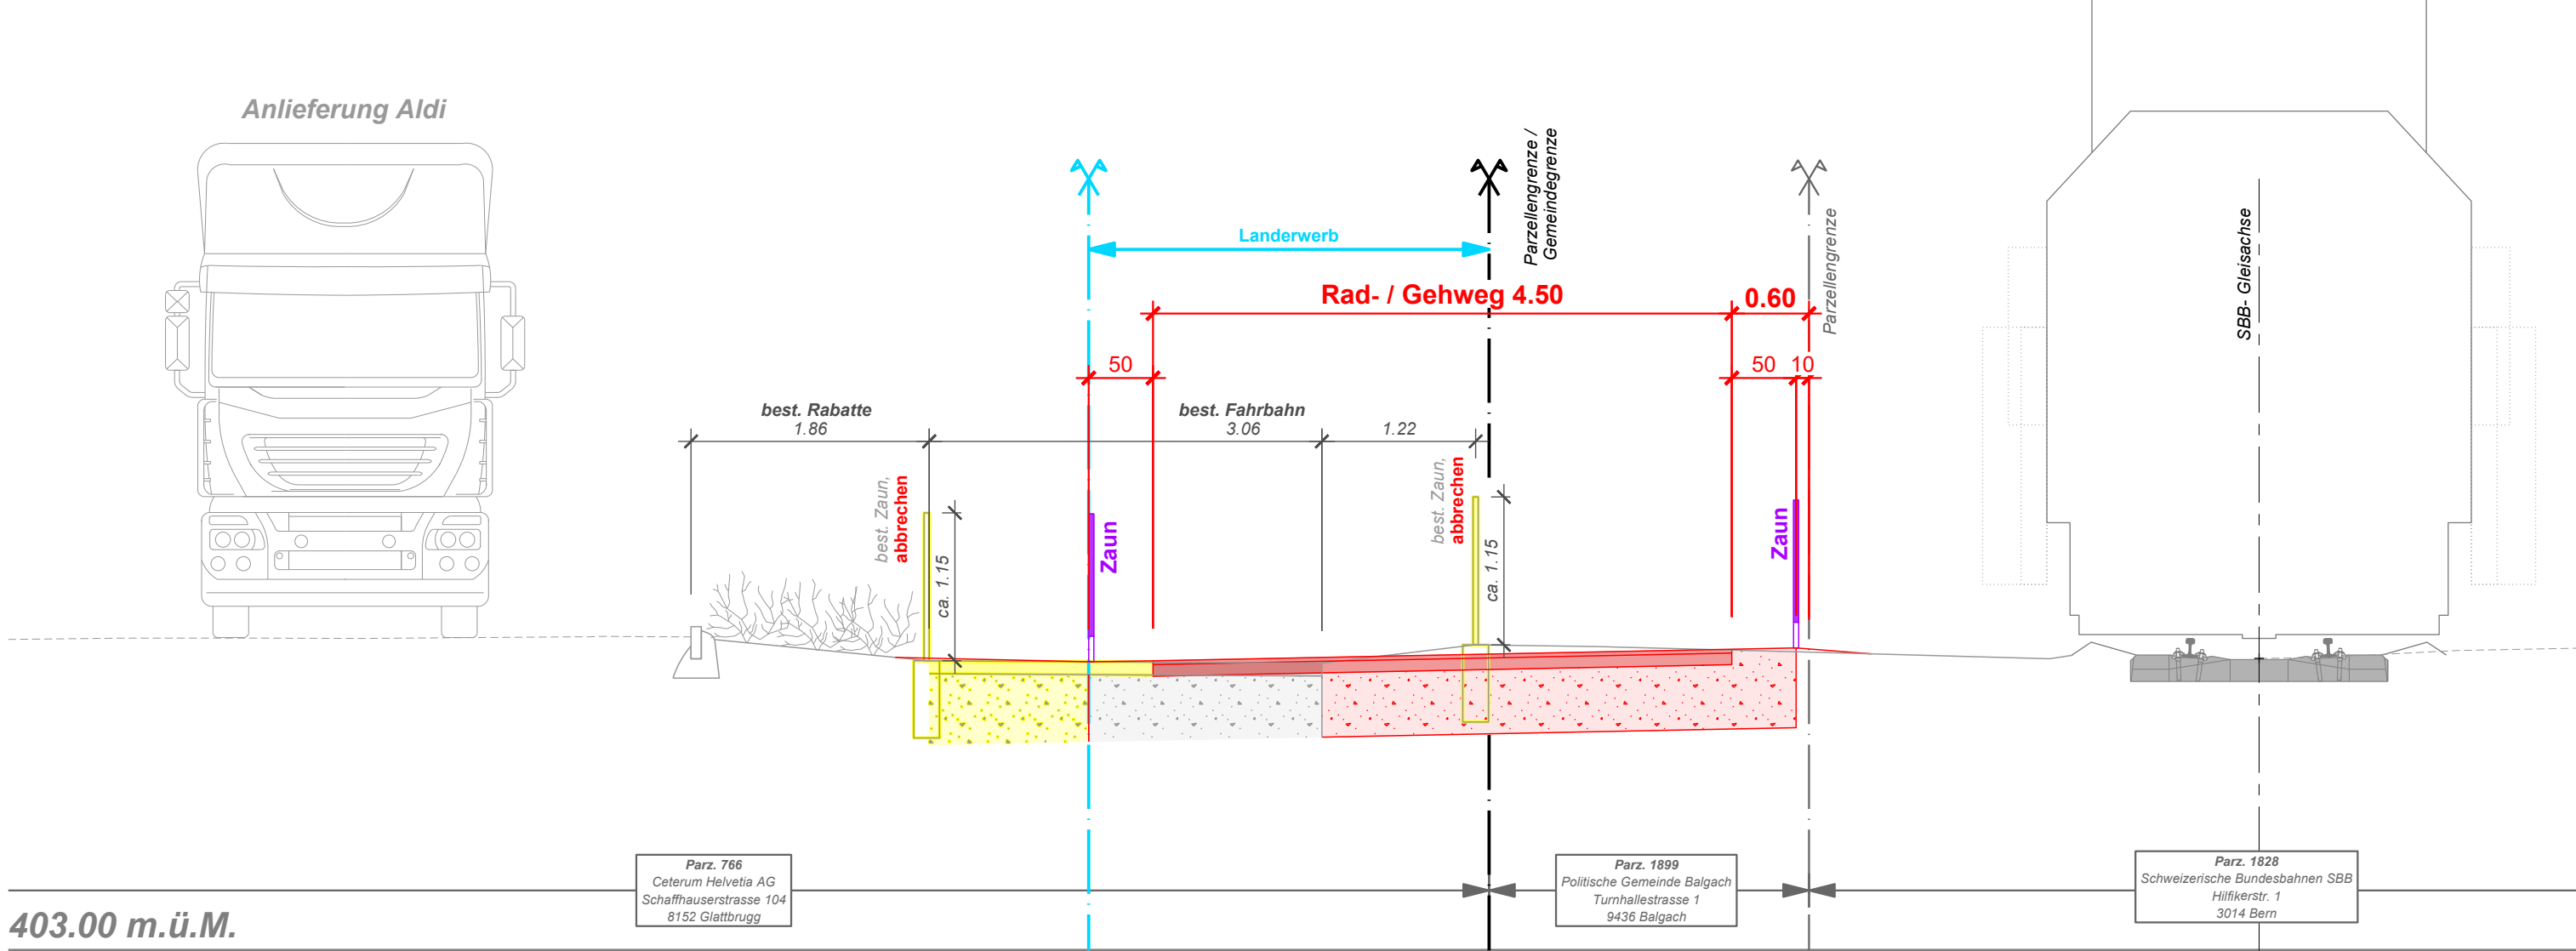 Anlieferung Aldi
Parzellengrenze /
Gemeindegrenze
Parzellengrenze
SBB- Gleisachse
Landerwerb
Rad- / Gehweg 4.50
0.60
50
50
10
best. Rabatte
1.86
best. Fahrbahn
3.06
1.22
best. Zaun,
abbrechen
ca. 1.15
Zaun
best. Zaun,
abbrechen
ca. 1.15
Zaun
Parz. 766
Ceterum Helvetia AG
Schaffhauserstrasse 104
8152 Glattbrugg
Parz. 1899
Politische Gemeinde Balgach
Turnhallestrasse 1
9436 Balgach
Parz. 1828
Schweizerische Bundesbahnen SBB
Hilfikerstr. 1
3014 Bern
403.00 m.ü.M.